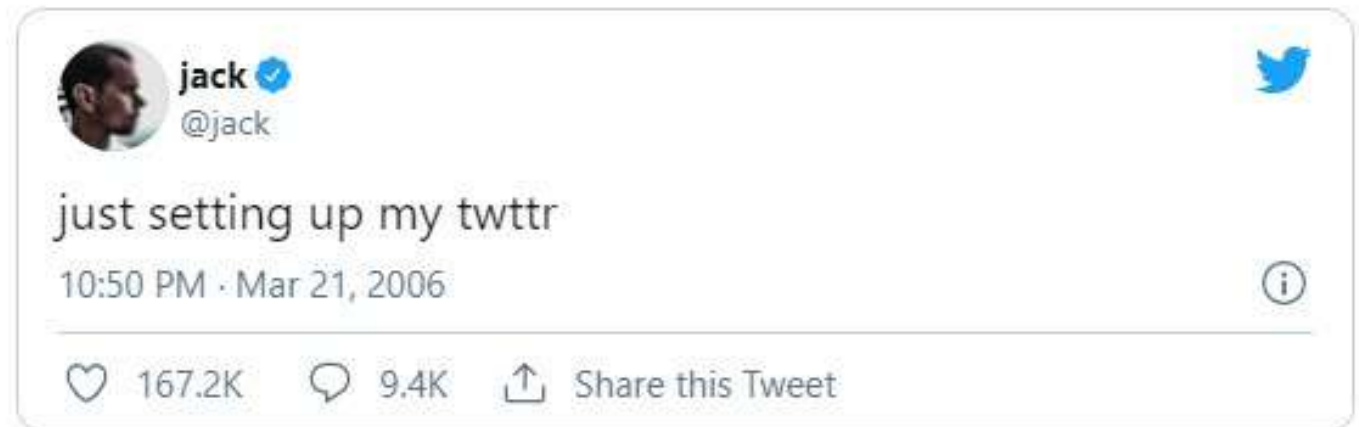 jack
@jack
just setting up my twttr
10:50 PM · Mar 21, 2006
167.2K 9.4K Share this Tweet